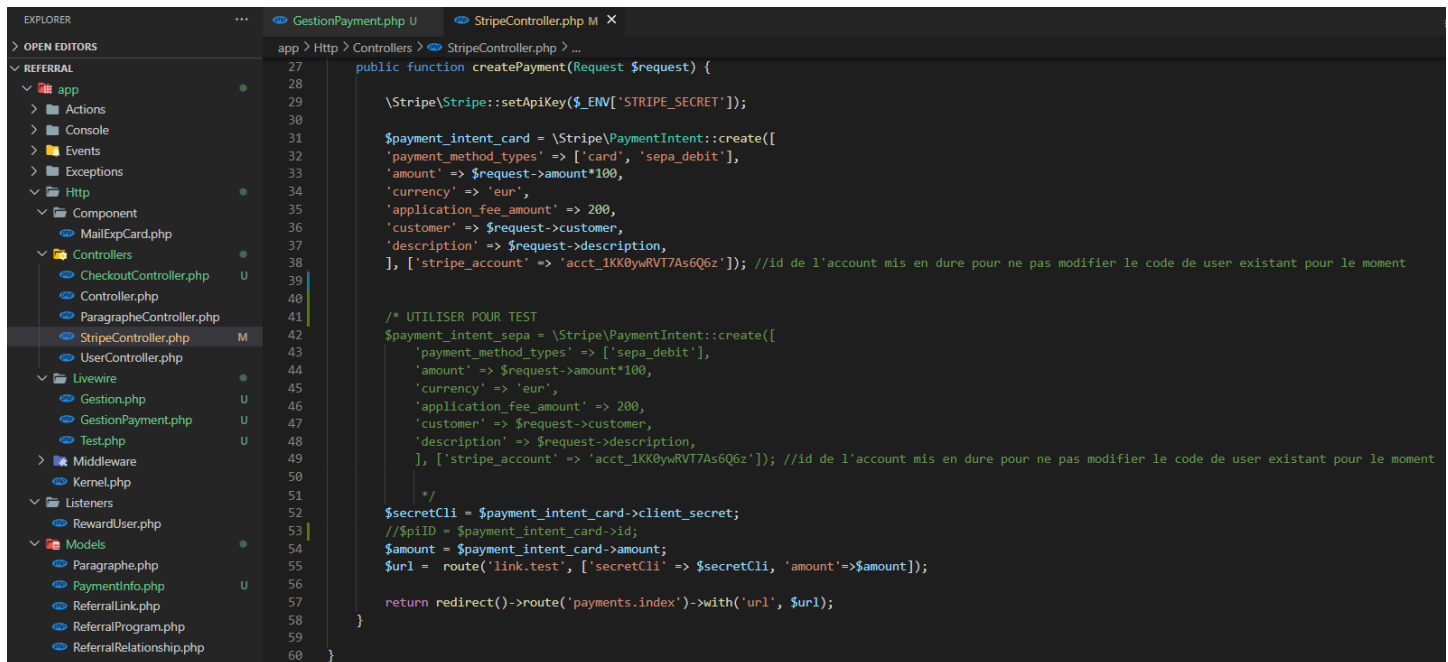 EXPLORER ...
OPEN EDITORS
REFERRAL
app
Actions
Console
Events
Exceptions
Http
Component
MailExpCard.php
Controllers
CheckoutController.php U
Controller.php
ParagrapheController.php
StripeController.php M
UserController.php
Livewire
Gestion.php U
GestionPayment.php U
Test.php U
Middleware
Kernel.php
Listeners
RewardUser.php
Models
Paragraphe.php
PaymentInfo.php U
ReferralLink.php
ReferralProgram.php
ReferralRelationship.php
GestionPayment.php U StripeController.php M
app > Http > Controllers > StripeController.php > ...
27 public function createPayment(Request $request) {
28
29 \Stripe\Stripe::setApiKey($_ENV['STRIPE_SECRET']);
30
31 $payment_intent_card = \Stripe\PaymentIntent::create([
32 'payment_method_types' => ['card', 'sepa_debit'],
33 'amount' => $request->amount*100,
34 'currency' => 'eur',
35 'application_fee_amount' => 200,
36 'customer' => $request->customer,
37 'description' => $request->description,
38 ], ['stripe_account' => 'acct_1KK0ywRVT7As6Q6z']); //id de l'account mis en dure pour ne pas modifier le code de user existant pour le moment
39
40
41 /* UTILISER POUR TEST
42 $payment_intent_sepa = \Stripe\PaymentIntent::create([
43 'payment_method_types' => ['sepa_debit'],
44 'amount' => $request->amount*100,
45 'currency' => 'eur',
46 'application_fee_amount' => 200,
47 'customer' => $request->customer,
48 'description' => $request->description,
49 ], ['stripe_account' => 'acct_1KK0ywRVT7As6Q6z']); //id de l'account mis en dure pour ne pas modifier le code de user existant pour le moment
50
51 */
52 $secretCli = $payment_intent_card->client_secret;
53 //$piID = $payment_intent_card->id;
54 $amount = $payment_intent_card->amount;
55 $url = route('link.test', ['secretCli' => $secretCli, 'amount'=>$amount]);
56
57 return redirect()->route('payments.index')->with('url', $url);
58 }
59
60 }